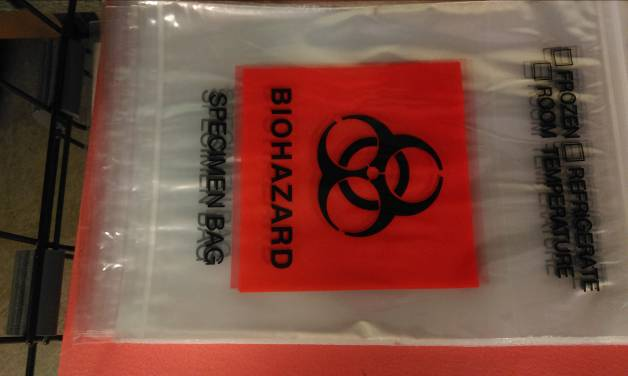 ☐ FROZEN ☐ REFRIGERATE
☐ ROOM TEMPERATURE
BIOHAZARD
SPECIMEN BAG